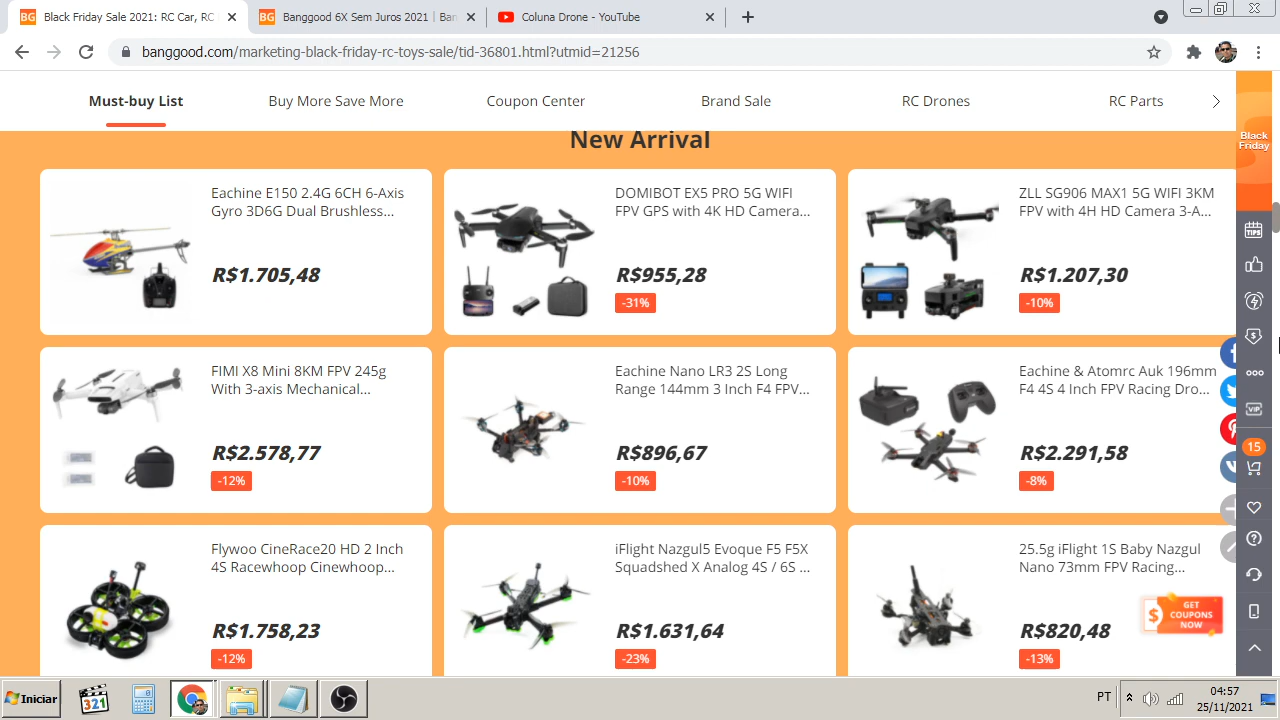 BG Black Friday Sale 2021: RC Car, RC
BG Banggood 6X Sem Juros 2021 | Ban
Coluna Drone - YouTube
banggood.com/marketing-black-friday-rc-toys-sale/tid-36801.html?utmid=21256
Must-buy List
Buy More Save More
Coupon Center
Brand Sale
RC Drones
RC Parts
Black
Friday
New Arrival
Eachine E150 2.4G 6CH 6-Axis
Gyro 3D6G Dual Brushless...
R$1.705,48
DOMIBOT EX5 PRO 5G WIFI
FPV GPS with 4K HD Camera...
R$955,28
-31%
ZLL SG906 MAX1 5G WIFI 3KM
FPV with 4H HD Camera 3-A...
R$1.207,30
-10%
TIPS
FIMI X8 Mini 8KM FPV 245g
With 3-axis Mechanical...
R$2.578,77
-12%
Eachine Nano LR3 2S Long
Range 144mm 3 Inch F4 FPV...
R$896,67
-10%
Eachine & Atomrc Auk 196mm
F4 4S 4 Inch FPV Racing Dro...
R$2.291,58
-8%
VIP
15
Flywoo CineRace20 HD 2 Inch
4S Racewhoop Cinewhoop...
R$1.758,23
-12%
iFlight Nazgul5 Evoque F5 F5X
Squadshed X Analog 4S / 6S ...
R$1.631,64
-23%
25.5g iFlight 1S Baby Nazgul
Nano 73mm FPV Racing...
R$820,48
-13%
$ GET
COUPONS
NOW
Iniciar
321
PT
04:57
25/11/2021